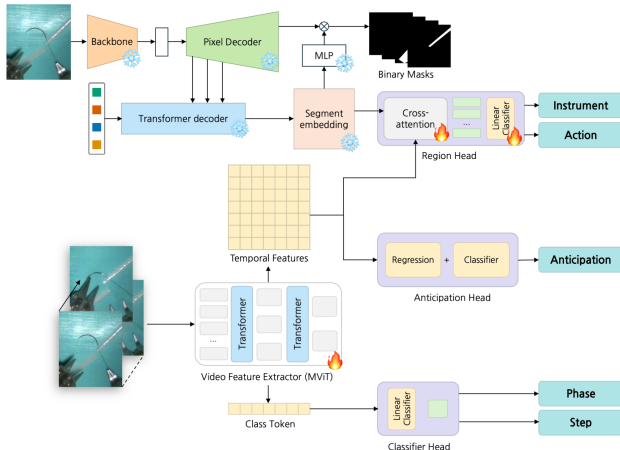 Backbone
Pixel Decoder
MLP
Binary Masks
Transformer decoder
Segment
embedding
Cross-
attention
...
Linear
Classifier
Region Head
Instrument
Action
Temporal Features
Regression + Classifier
Anticipation Head
Anticipation
Transformer
Transformer
...
Video Feature Extractor (MViT)
Class Token
Linear
Classifier
Classifier Head
Phase
Step